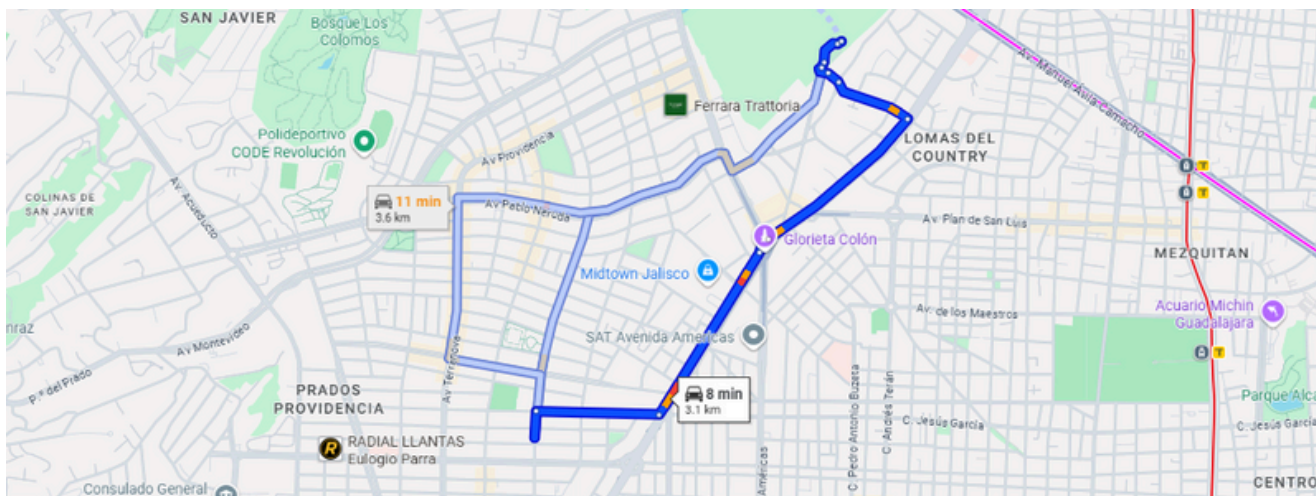 SAN JAVIER
Bosque Los
Colomos
Av. Manuel Ávila Camacho
Ferrara Trattoria
Polideportivo
CODE Revolución
Av Providencia
LOMAS DEL
COUNTRY
COLINAS DE
SAN JAVIER
Av. Acueducto
11 min
3.6 km
Av Pablo Neruda
Av. Plan de San Luis
Glorieta Colón
MEZQUITAN
Midtown Jalisco
Acuario Michin
Guadalajara
Av. de los Maestros
SAT Avenida Américas
Av Montevideo
Av Terranova
P.º del Prado
PRADOS
PROVIDENCIA
8 min
3.1 km
C. Pedro Antonio Buzeta
C. Andrés Terán
C. Jesús García
Parque Alca
C. Jesús García
R
RADIAL LLANTAS
Eulogio Parra
Américas
Consulado General
CENTR